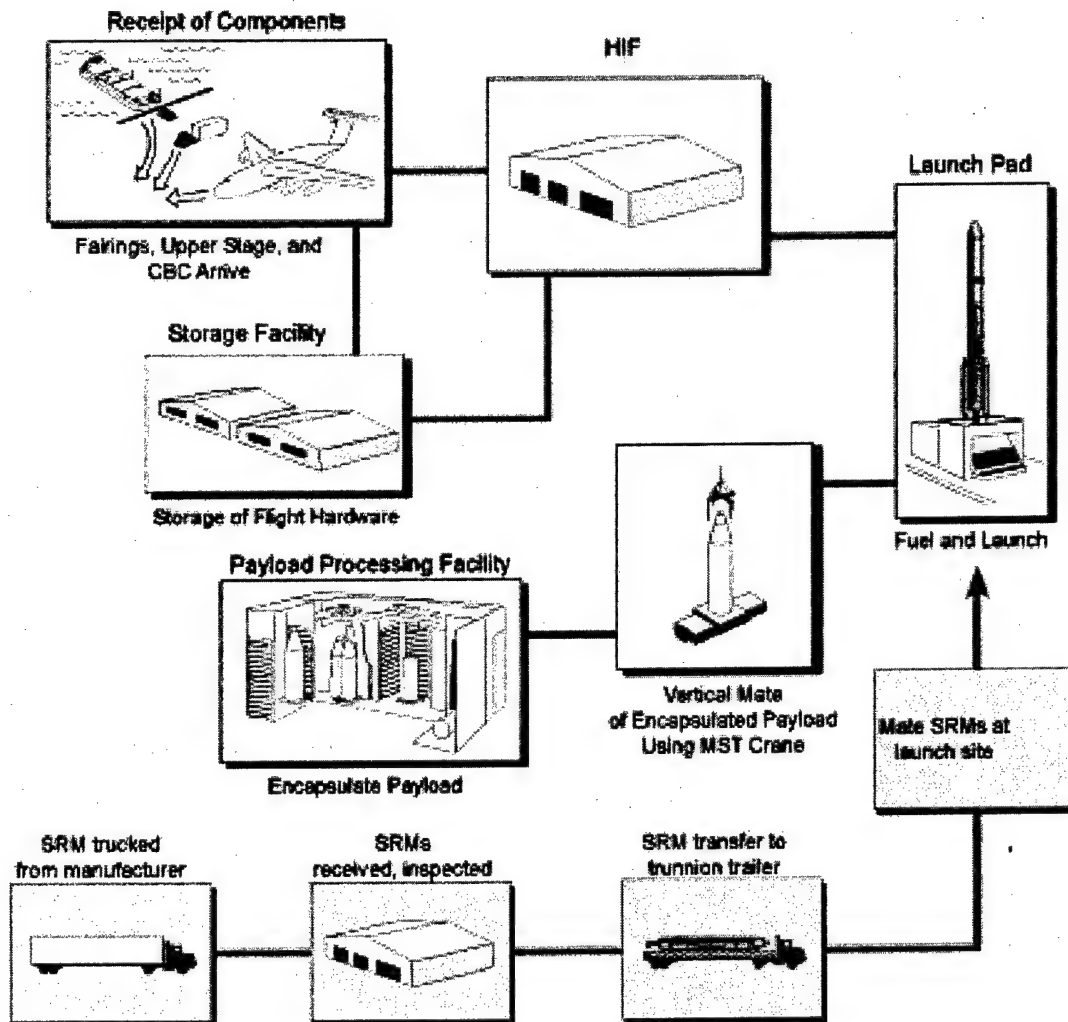 Receipt of Components
HIF
Launch Pad
Fairings, Upper Stage, and
CBC Arrive
Storage Facility
Storage of Flight Hardware
Fuel and Launch
Payload Processing Facility
Vertical Mate
of Encapsulated Payload
Using MST Crane
Encapsulate Payload
Mate SRMs at
launch site
SRM trucked
from manufacturer
SRMs
received, inspected
SRM transfer to
trunnion trailer